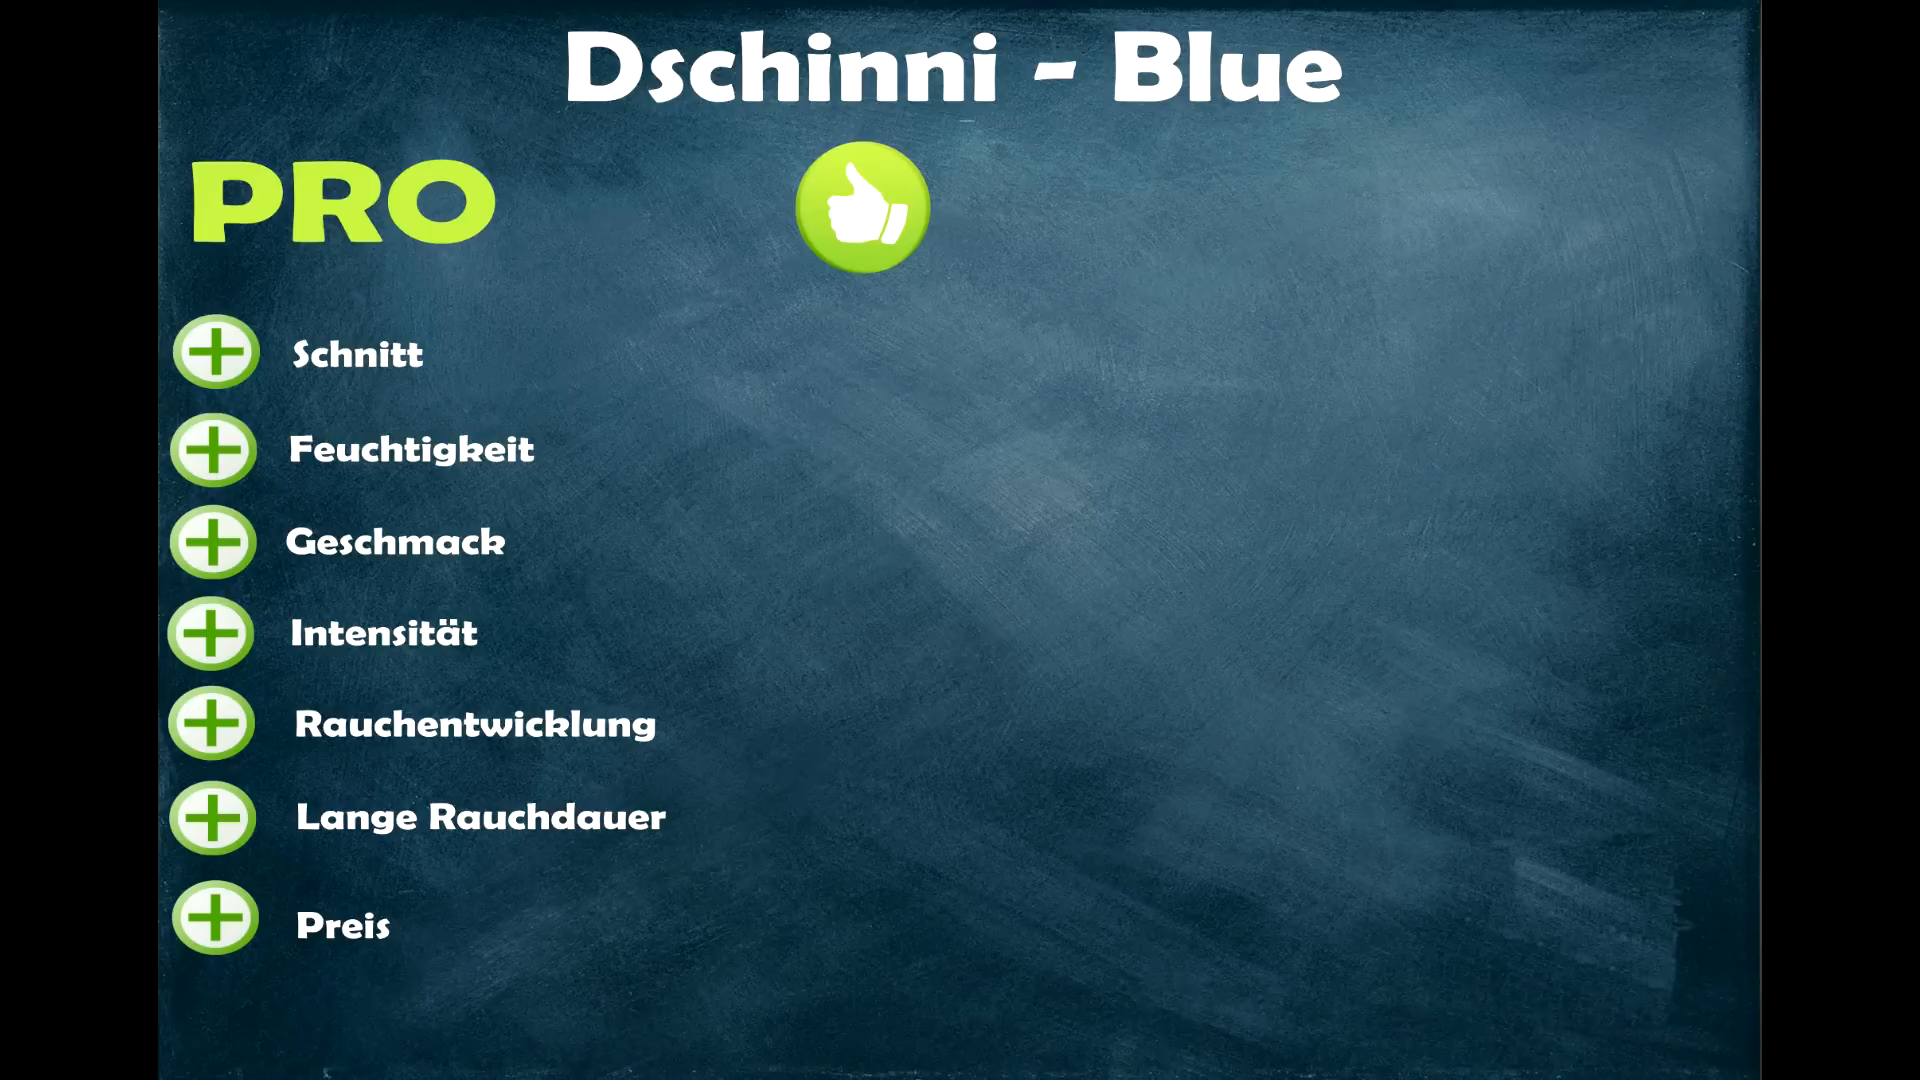 Dschinni - Blue
PRO
Schnitt
Feuchtigkeit
Geschmack
Intensität
Rauchentwicklung
Lange Rauchdauer
Preis